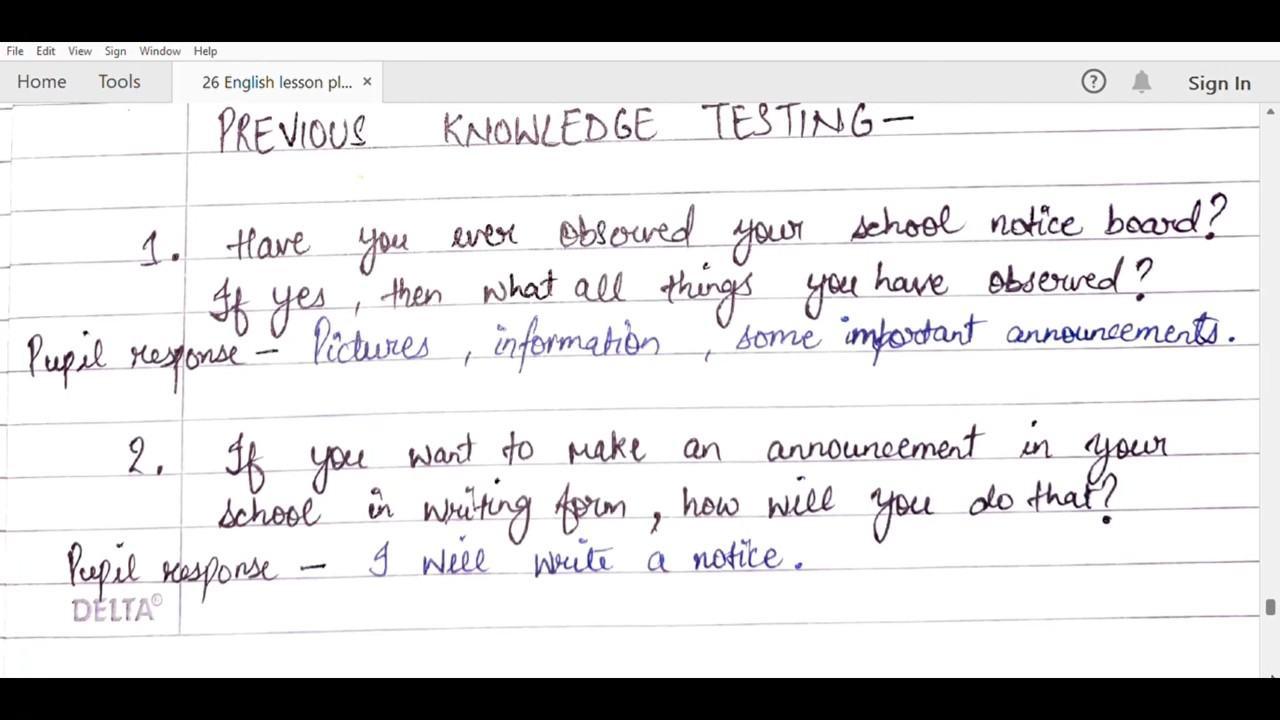 File Edit View Sign Window Help
Home Tools 26 English lesson pl... × ? Sign In
PREVIOUS KNOWLEDGE TESTING—
1. Have you ever observed your school notice board?
If yes, then what all things you have observed?
Pupil response — Pictures, information, some important announcements.
2. If you want to make an announcement in your
school in writing form, how will you do that?
Pupil response — I will write a notice.
DELTA©